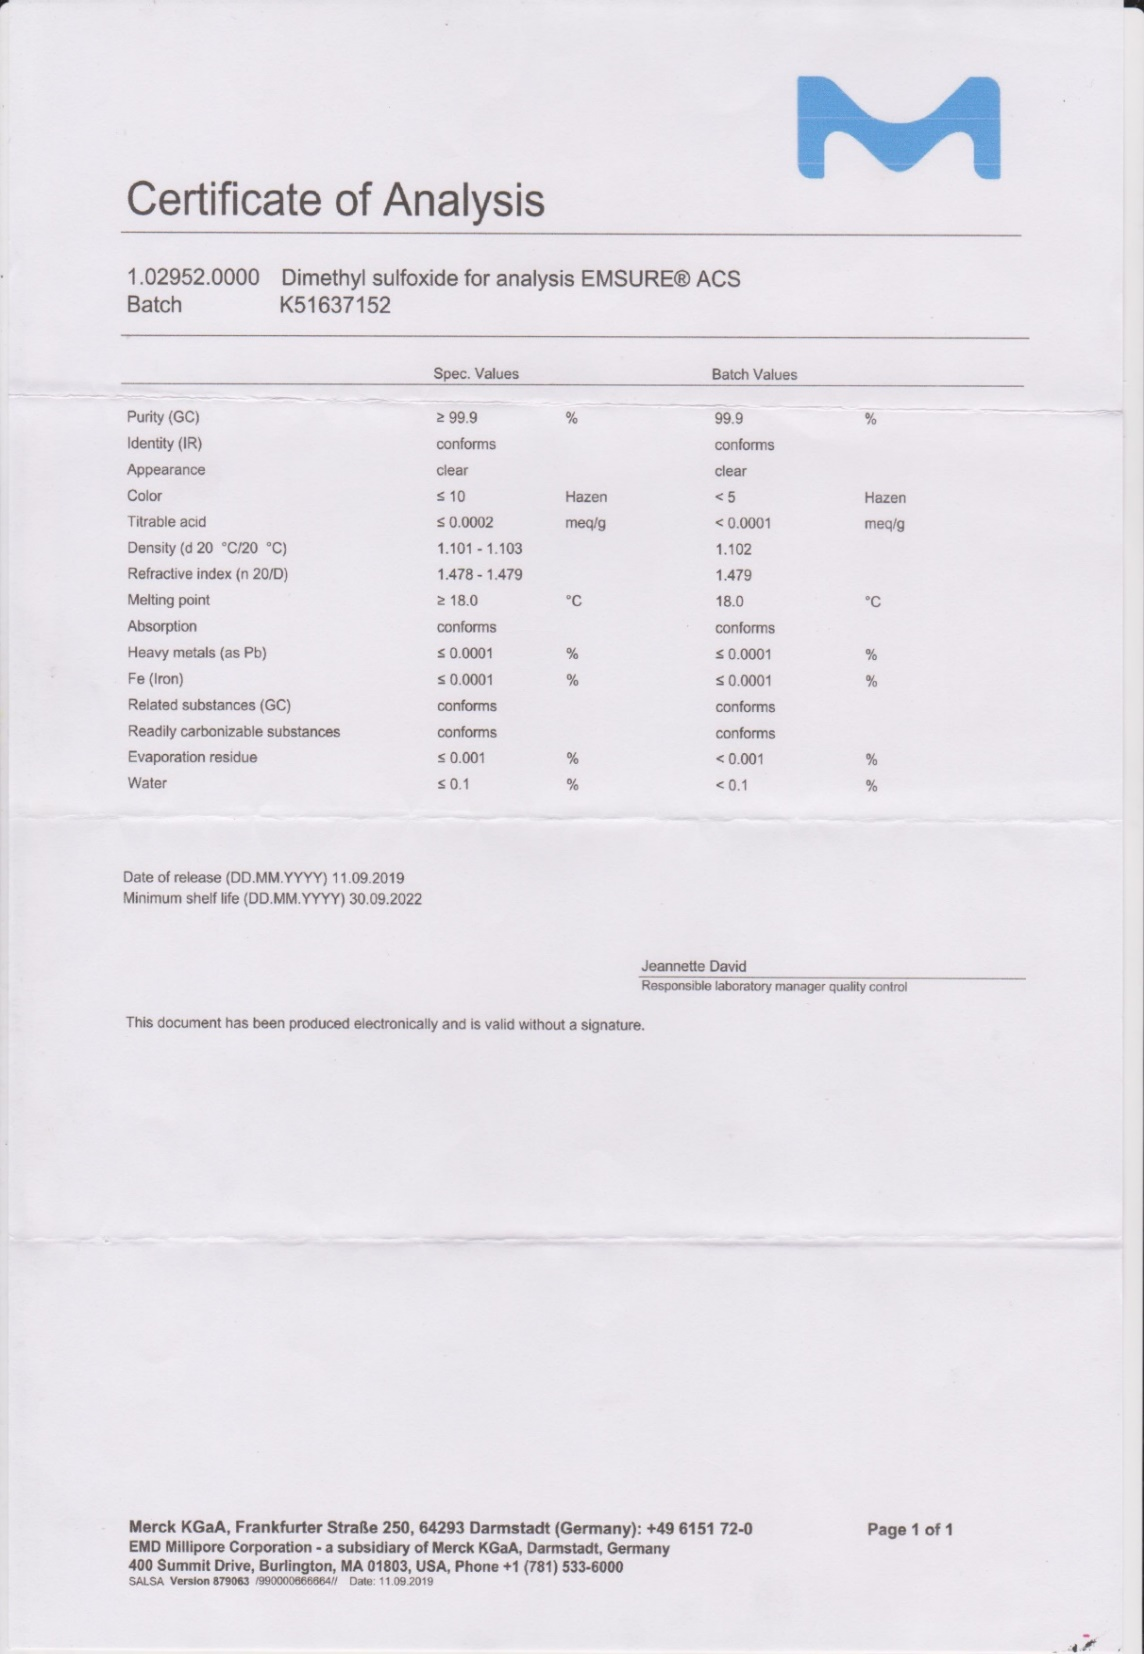 Certificate of Analysis
1.02952.0000 Dimethyl sulfoxide for analysis EMSURE® ACS
Batch K51637152
Spec. Values Batch Values
Purity (GC) ≥ 99.9 % 99.9 %
Identity (IR) conforms conforms
Appearance clear clear
Color ≤ 10 Hazen < 5 Hazen
Titrable acid ≤ 0.0002 meq/g < 0.0001 meq/g
Density (d 20 °C/20 °C) 1.101 - 1.103 1.102
Refractive index (n 20/D) 1.478 - 1.479 1.479
Melting point ≥ 18.0 °C 18.0 °C
Absorption conforms conforms
Heavy metals (as Pb) ≤ 0.0001 % ≤ 0.0001 %
Fe (Iron) ≤ 0.0001 % ≤ 0.0001 %
Related substances (GC) conforms conforms
Readily carbonizable substances conforms conforms
Evaporation residue ≤ 0.001 % < 0.001 %
Water ≤ 0.1 % < 0.1 %
Date of release (DD.MM.YYYY) 11.09.2019
Minimum shelf life (DD.MM.YYYY) 30.09.2022
Jeannette David
Responsible laboratory manager quality control
This document has been produced electronically and is valid without a signature.
Merck KGaA, Frankfurter Straße 250, 64293 Darmstadt (Germany): +49 6151 72-0 Page 1 of 1
EMD Millipore Corporation - a subsidiary of Merck KGaA, Darmstadt, Germany
400 Summit Drive, Burlington, MA 01803, USA, Phone +1 (781) 533-6000
SALSA Version 879063 /990000666664// Date: 11.09.2019